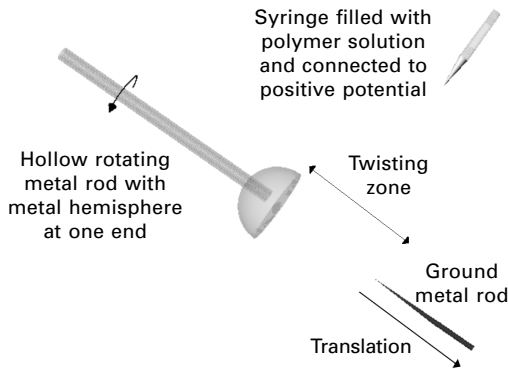 Syringe filled with
polymer solution
and connected to
positive potential
Hollow rotating
metal rod with
metal hemisphere
at one end
Twisting
zone
Ground
metal rod
Translation